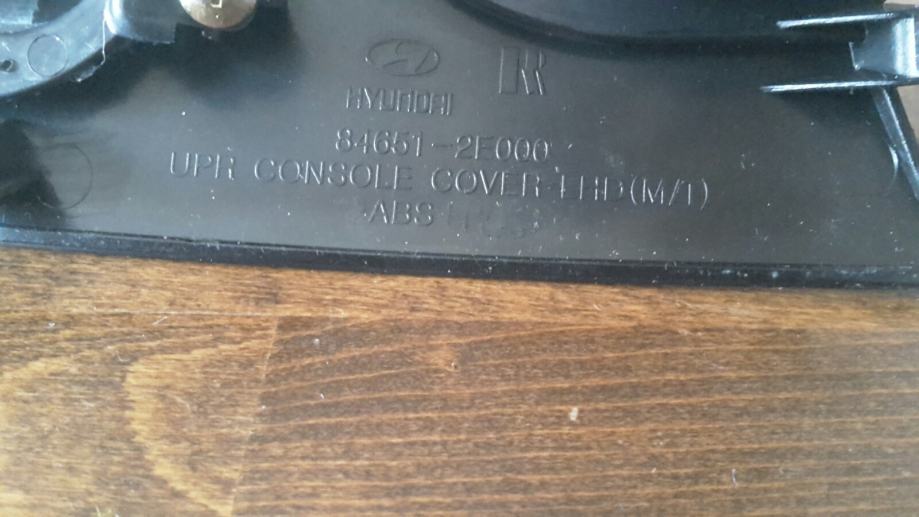 HYUNDAI
84651-2E000
UPR CONSOLE COVER-LHD(M/T)
ABS